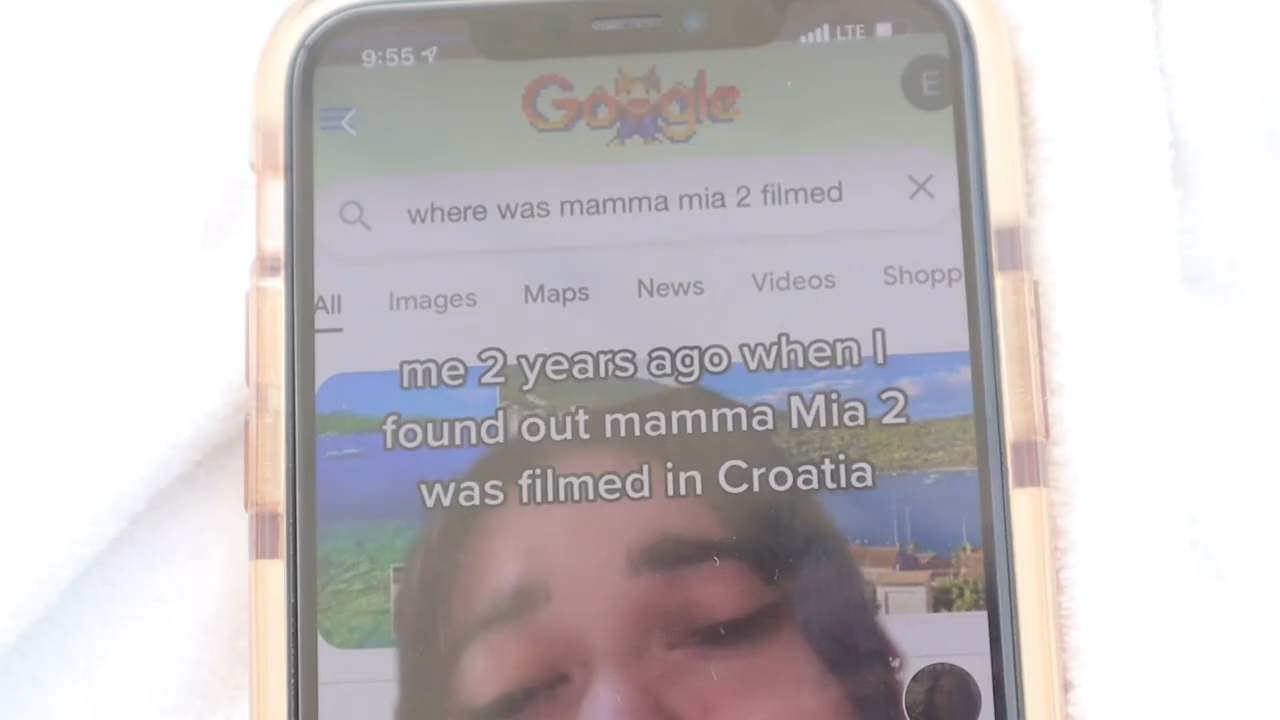 9:55
LTE
Google
E
where was mamma mia 2 filmed
All Images Maps News Videos Shopp
me 2 years ago when I
found out mamma Mia 2
was filmed in Croatia